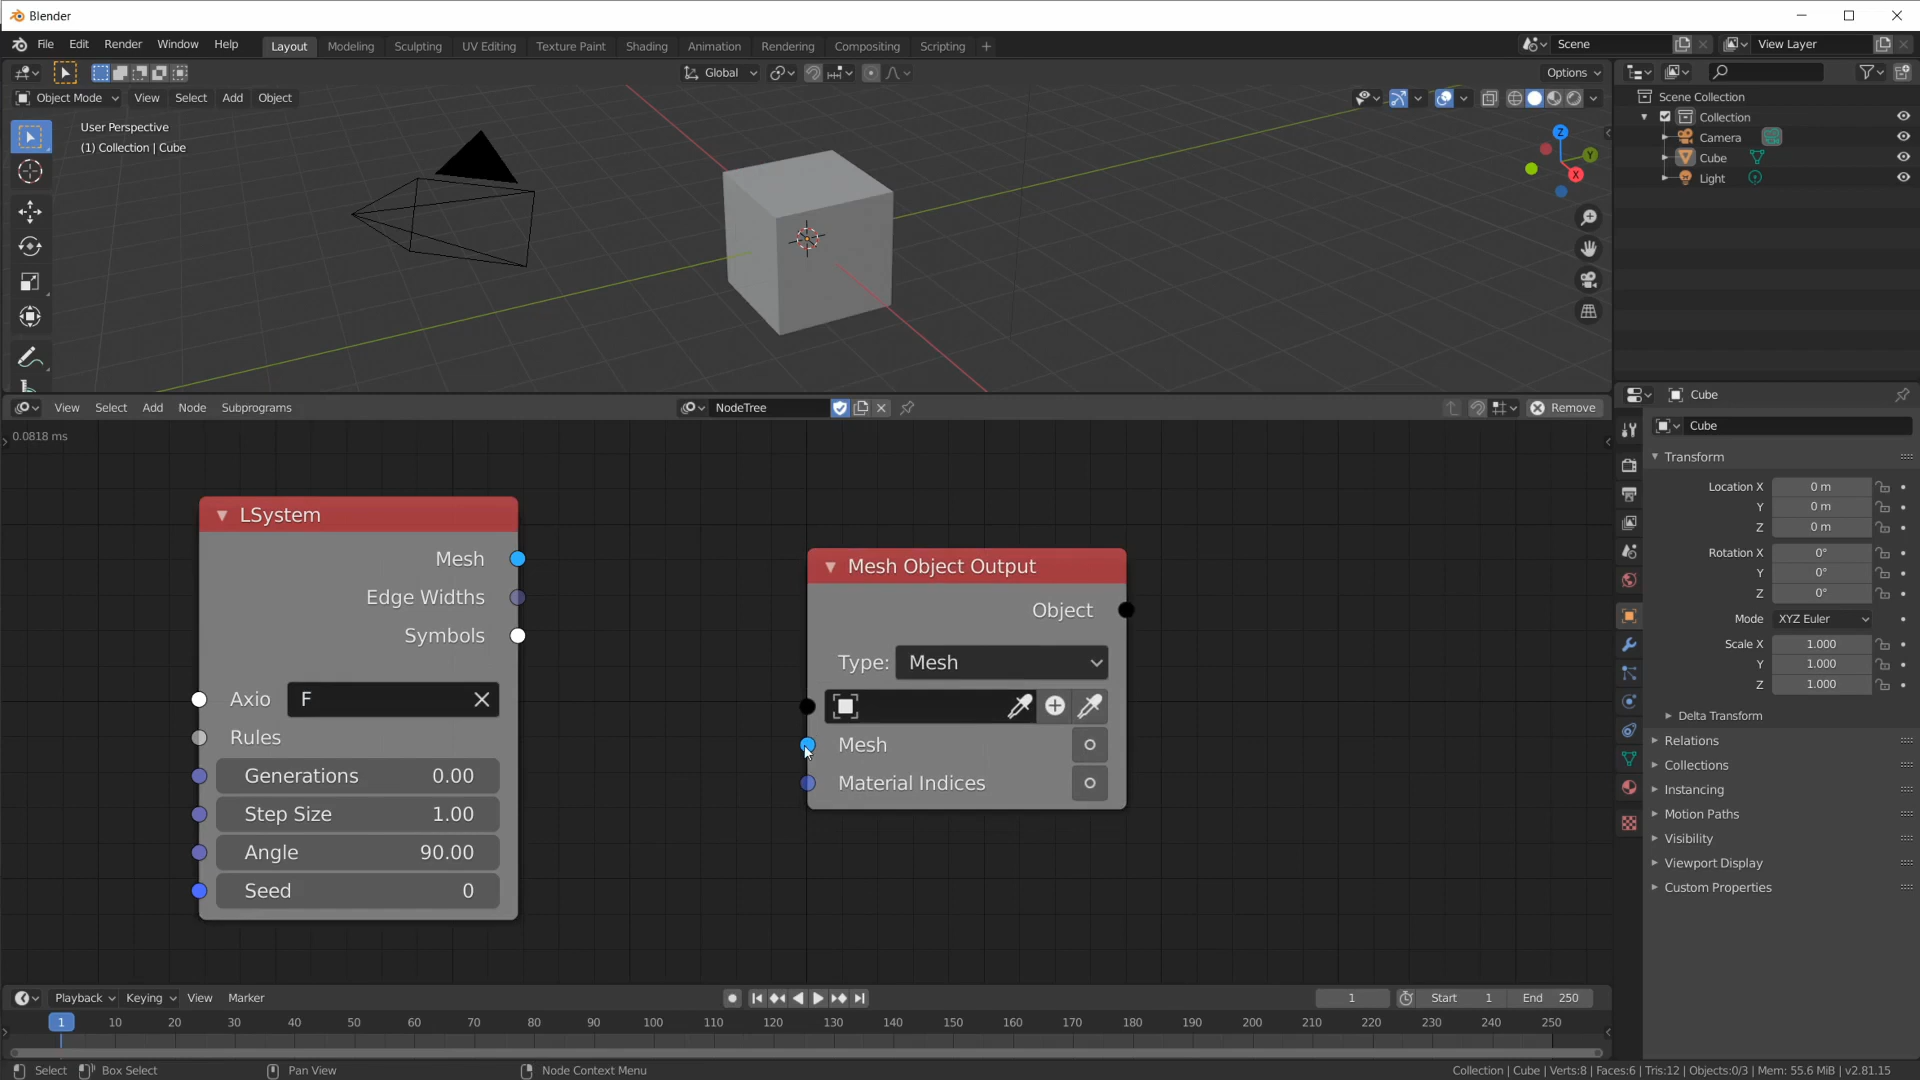 Blender
File Edit Render Window Help Layout Modeling Sculpting UV Editing Texture Paint Shading Animation Rendering Compositing Scripting + Scene View Layer
Global Options
Object Mode View Select Add Object
User Perspective
(1) Collection | Cube
Z
Y
X
Scene Collection
Collection
Camera
Cube
Light
View Select Add Node Subprograms NodeTree Remove
0.0818 ms
LSystem
Mesh
Edge Widths
Symbols
Axio F
Rules
Generations 0.00
Step Size 1.00
Angle 90.00
Seed 0
Mesh Object Output
Object
Type: Mesh
Mesh
Material Indices
Cube
Cube
Transform
Location X 0 m
Y 0 m
Z 0 m
Rotation X 0°
Y 0°
Z 0°
Mode XYZ Euler
Scale X 1.000
Y 1.000
Z 1.000
Delta Transform
Relations
Collections
Instancing
Motion Paths
Visibility
Viewport Display
Custom Properties
Playback Keying View Marker 1 Start 1 End 250
1 10 20 30 40 50 60 70 80 90 100 110 120 130 140 150 160 170 180 190 200 210 220 230 240 250
Select Box Select Pan View Node Context Menu Collection | Cube | Verts:8 | Faces:6 | Tris:12 | Objects:0/3 | Mem: 55.6 MiB | v2.81.15